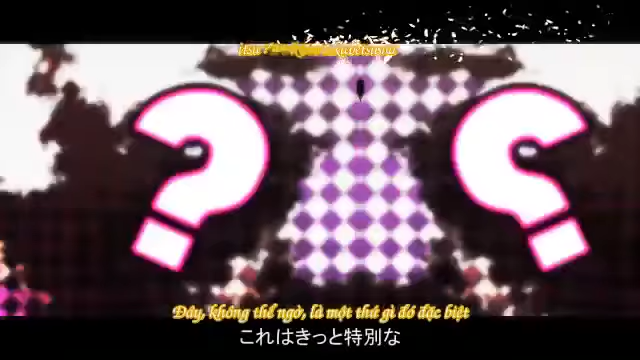 ? ?
Đây, không thể ngờ, là một thứ gì đó đặc biệt
これはきっと特別な